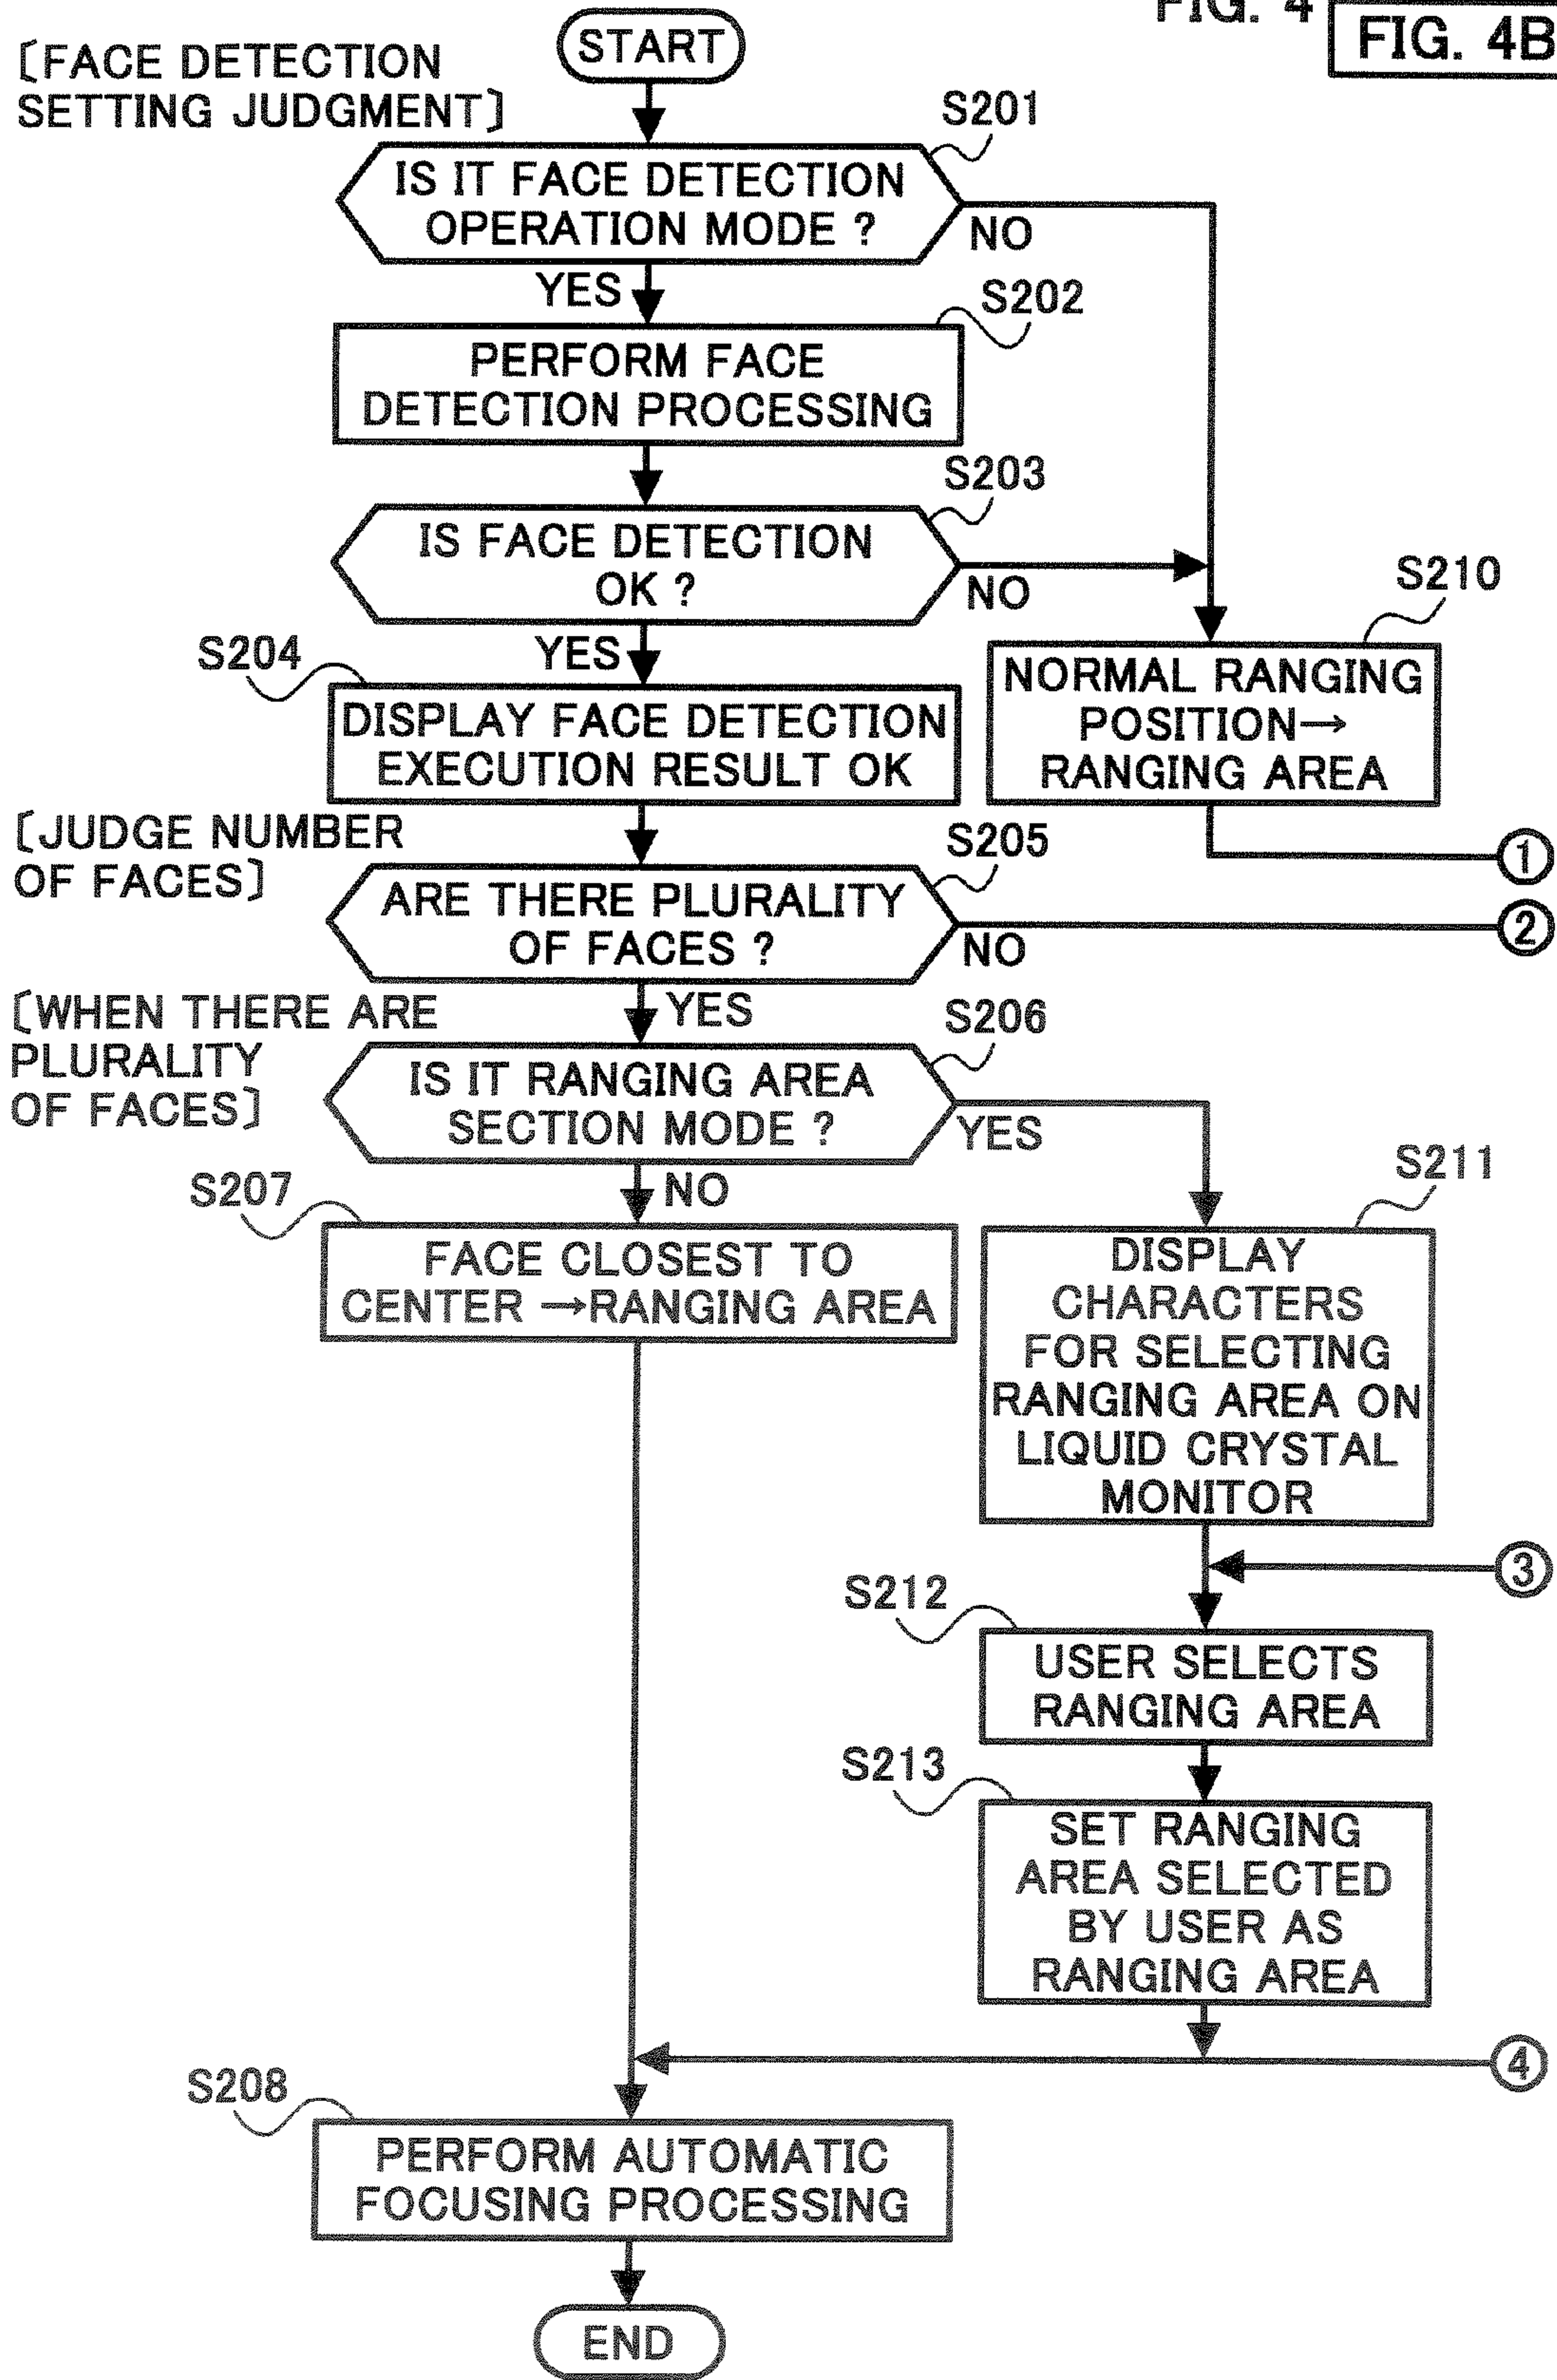 FIG. 4
FIG. 4B
START
[FACE DETECTION
SETTING JUDGMENT]
S201
IS IT FACE DETECTION
OPERATION MODE ?
NO
YES
S202
PERFORM FACE
DETECTION PROCESSING
S203
IS FACE DETECTION
OK ?
NO
YES
S210
NORMAL RANGING
POSITION→
RANGING AREA
①
S204
DISPLAY FACE DETECTION
EXECUTION RESULT OK
[JUDGE NUMBER
OF FACES]
S205
ARE THERE PLURALITY
OF FACES ?
NO
②
YES
[WHEN THERE ARE
PLURALITY
OF FACES]
S206
IS IT RANGING AREA
SECTION MODE ?
YES
NO
S207
FACE CLOSEST TO
CENTER →RANGING AREA
S211
DISPLAY
CHARACTERS
FOR SELECTING
RANGING AREA ON
LIQUID CRYSTAL
MONITOR
③
S212
USER SELECTS
RANGING AREA
S213
SET RANGING
AREA SELECTED
BY USER AS
RANGING AREA
④
S208
PERFORM AUTOMATIC
FOCUSING PROCESSING
END